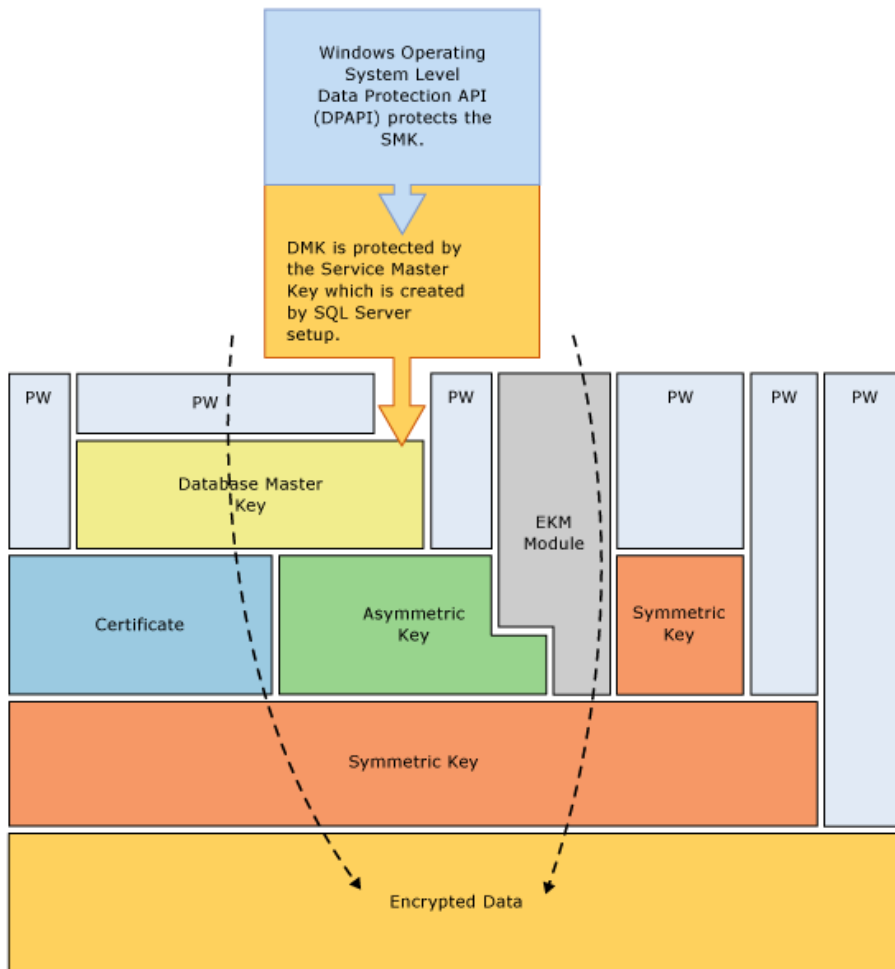 Windows Operating
System Level
Data Protection API
(DPAPI) protects the
SMK.
DMK is protected by
the Service Master
Key which is created
by SQL Server
setup.
PW
PW
PW
PW
PW
PW
Database Master
Key
EKM
Module
Certificate
Asymmetric
Key
Symmetric
Key
Symmetric Key
Encrypted Data